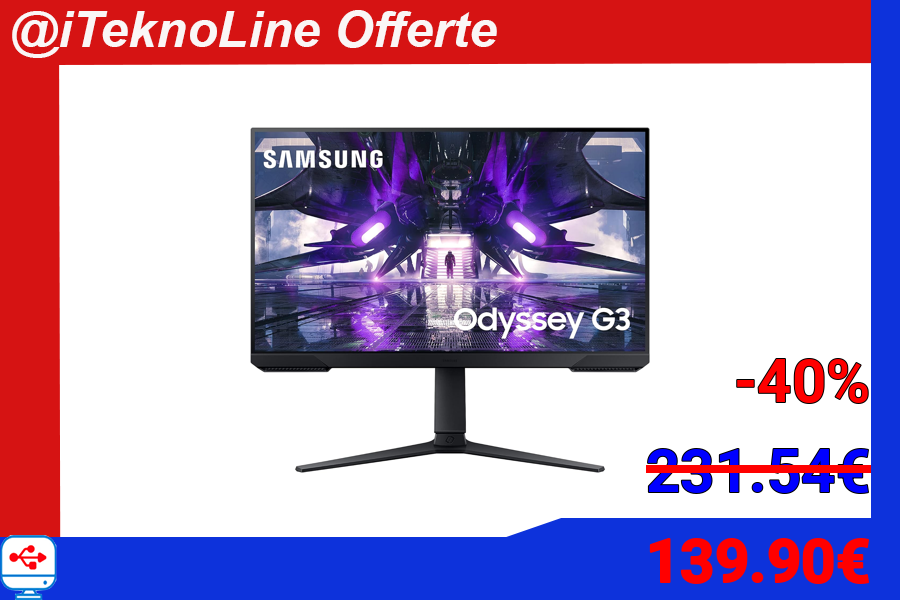 @iTeknoLine Offerte
SAMSUNG
Odyssey G3
-40%
231.54€
139.90€